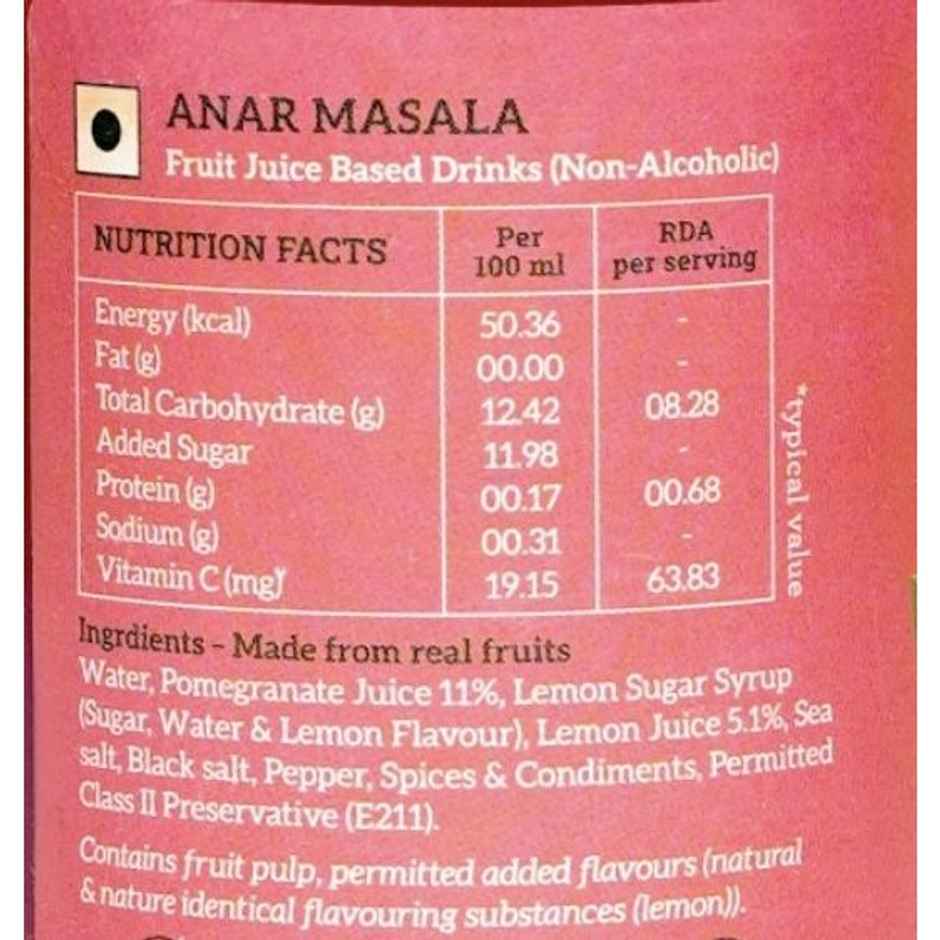 ANAR MASALA
Fruit Juice Based Drinks (Non-Alcoholic)
NUTRITION FACTS Per 100 ml RDA per serving
Energy (kcal) 50.36 -
Fat (g) 00.00 -
Total Carbohydrate (g) 12.42 08.28
Added Sugar 11.98 -
Protein (g) 00.17 00.68
Sodium (g) 00.31 -
Vitamin C (mg) 19.15 63.83
*typical value
Ingrdients - Made from real fruits
Water, Pomegranate Juice 11%, Lemon Sugar Syrup
(Sugar, Water & Lemon Flavour), Lemon Juice 5.1%, Sea
salt, Black salt, Pepper, Spices & Condiments, Permitted
Class II Preservative (E211).
Contains fruit pulp, permitted added flavours (natural
& nature identical flavouring substances (lemon)).